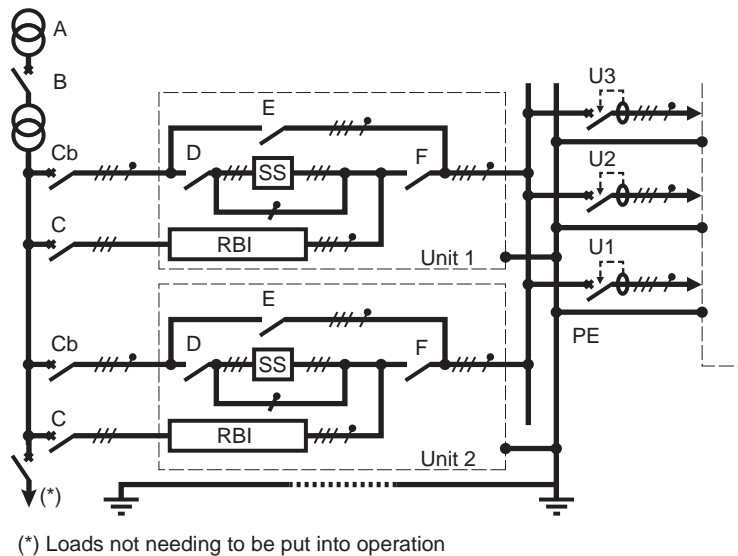 A
B
U3
E
Cb
D
SS
F
U2
C
RBI
Unit 1
U1
E
PE
Cb
D
SS
F
C
RBI
Unit 2
(*)
(*) Loads not needing to be put into operation